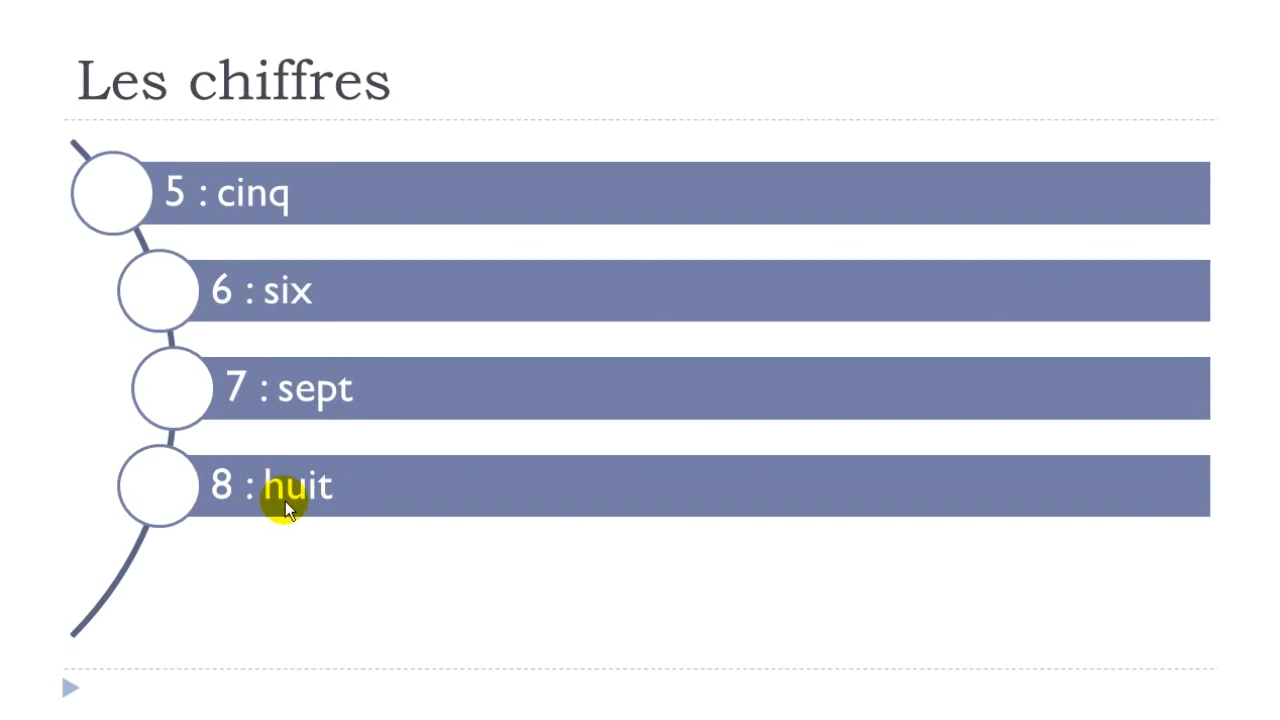 Les chiffres
5 : cinq
6 : six
7 : sept
8 : huit